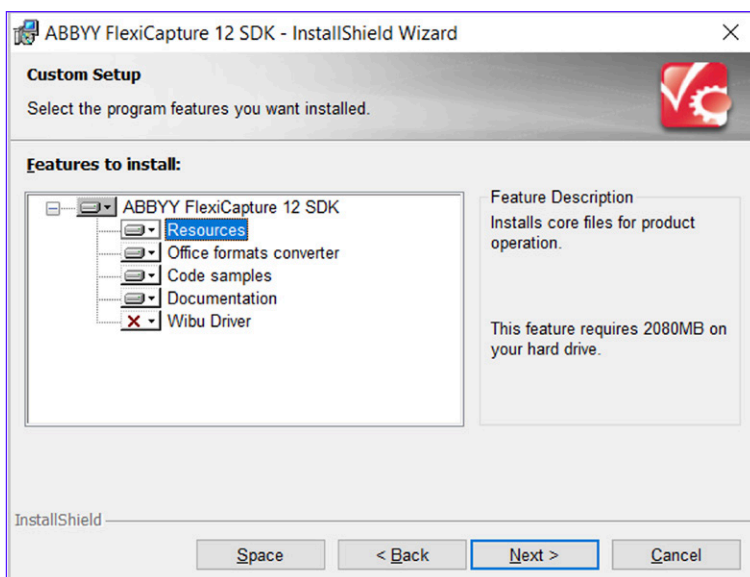 ABBYY FlexiCapture 12 SDK - InstallShield Wizard
Custom Setup
Select the program features you want installed.
Features to install:
ABBYY FlexiCapture 12 SDK
Resources
Office formats converter
Code samples
Documentation
Wibu Driver
Feature Description
Installs core files for product
operation.
This feature requires 2080MB on
your hard drive.
InstallShield
Space
< Back
Next >
Cancel